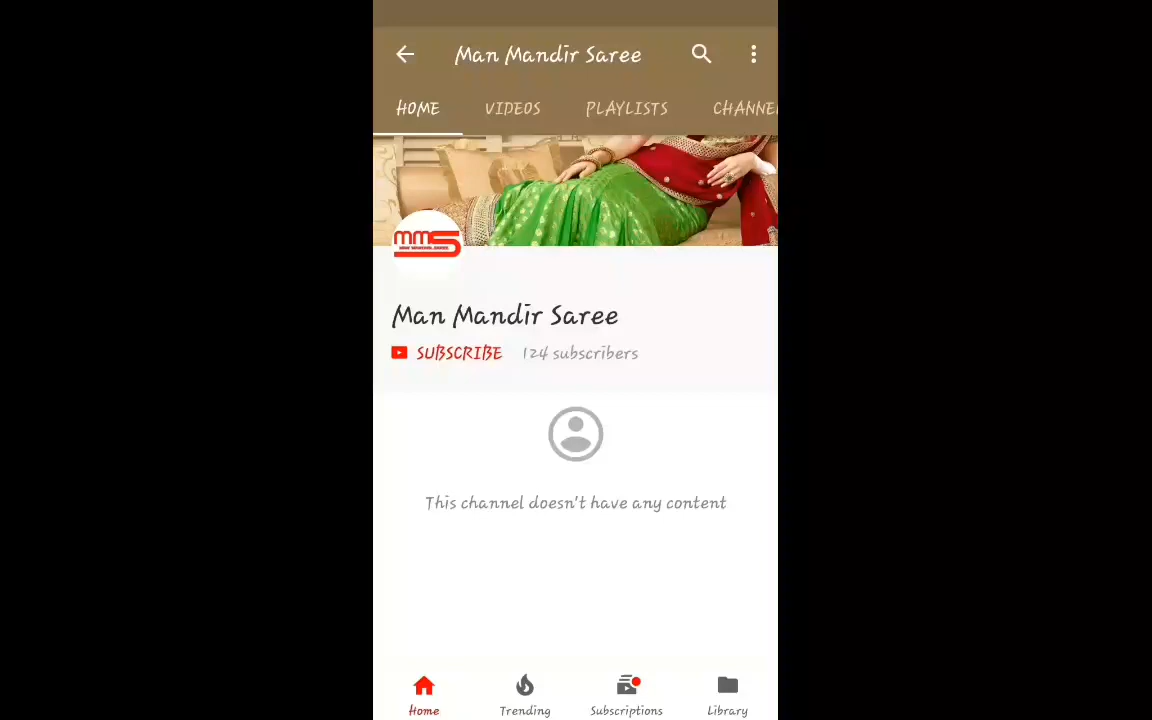 Man Mandir Saree
HOME VIDEOS PLAYLISTS CHANNE
mms
Man Mandir Saree
SUBSCRIBE 124 subscribers
This channel doesn't have any content
Home Trending Subscriptions Library